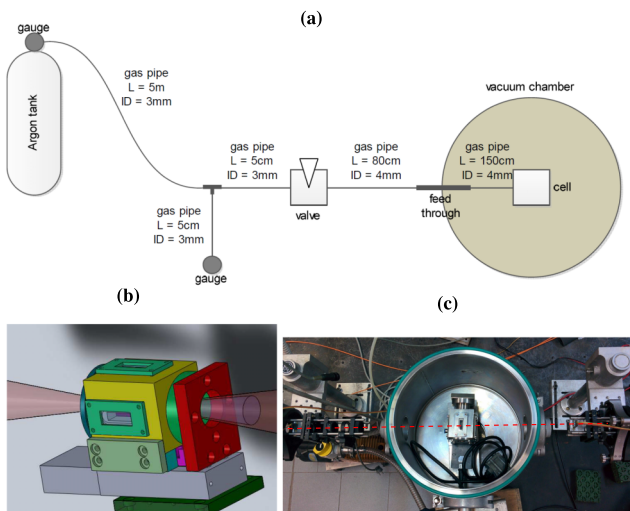 (a)
gauge
Argon tank
gas pipe
L = 5m
ID = 3mm
gas pipe
L = 5cm
ID = 3mm
gas pipe
L = 5cm
ID = 3mm
gauge
valve
gas pipe
L = 80cm
ID = 4mm
feed
through
vacuum chamber
gas pipe
L = 150cm
ID = 4mm
cell
(b)
(c)